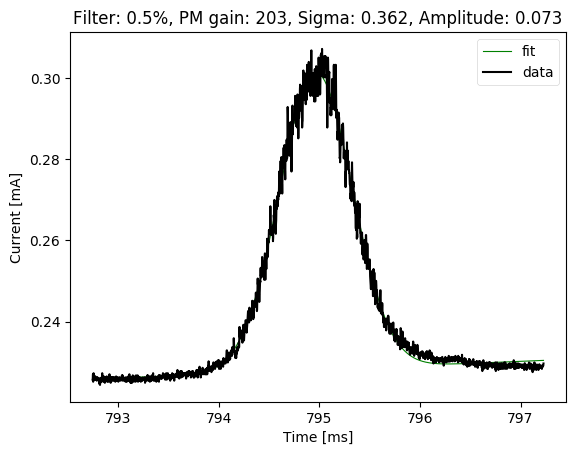 Filter: 0.5%, PM gain: 203, Sigma: 0.362, Amplitude: 0.073
fit
data
0.30
0.28
0.26
0.24
Current [mA]
793
794
795
796
797
Time [ms]